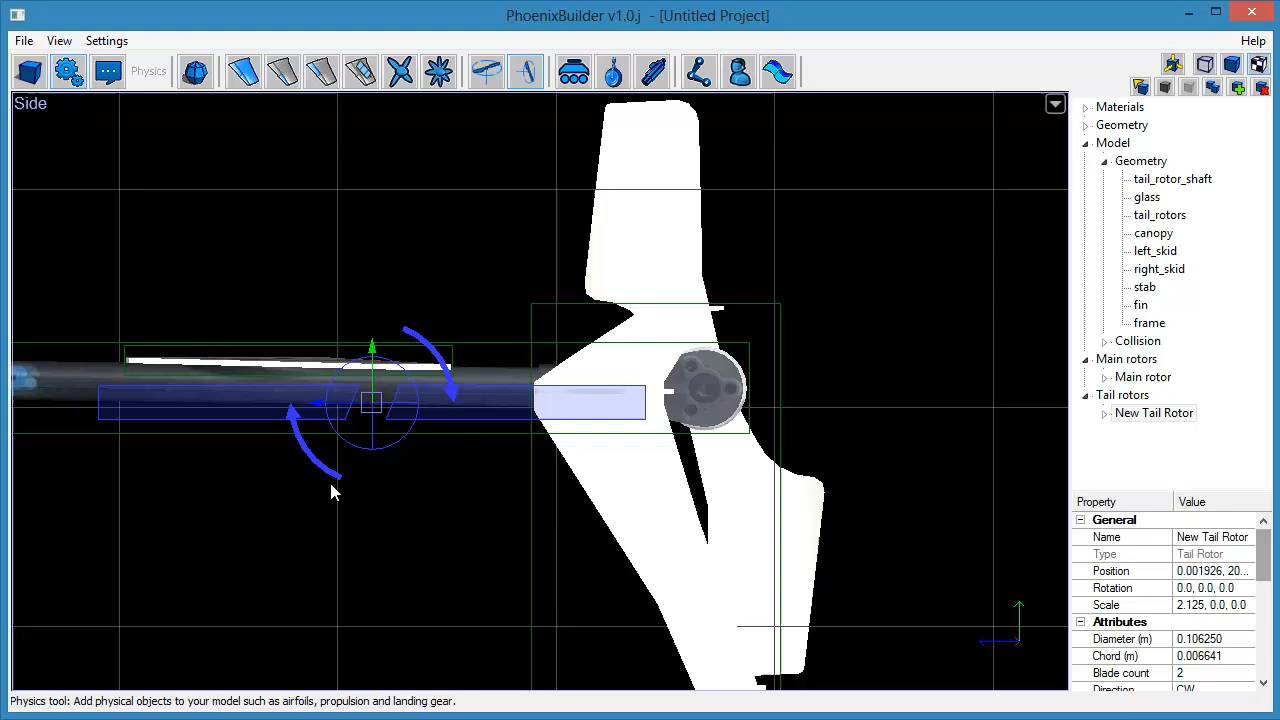 PhoenixBuilder v1.0.j - [Untitled Project]
File View Settings Help
Physics
Side
Materials
Geometry
Model
Geometry
tail_rotor_shaft
glass
tail_rotors
canopy
left_skid
right_skid
stab
fin
frame
Collision
Main rotors
Main rotor
Tail rotors
New Tail Rotor
Property Value
General
Name New Tail Rotor
Type Tail Rotor
Position 0.001926, 20...
Rotation 0.0, 0.0, 0.0
Scale 2.125, 0.0, 0.0
Attributes
Diameter (m) 0.106250
Chord (m) 0.006641
Blade count 2
Direction CW
Physics tool: Add physical objects to your model such as airfoils, propulsion and landing gear.